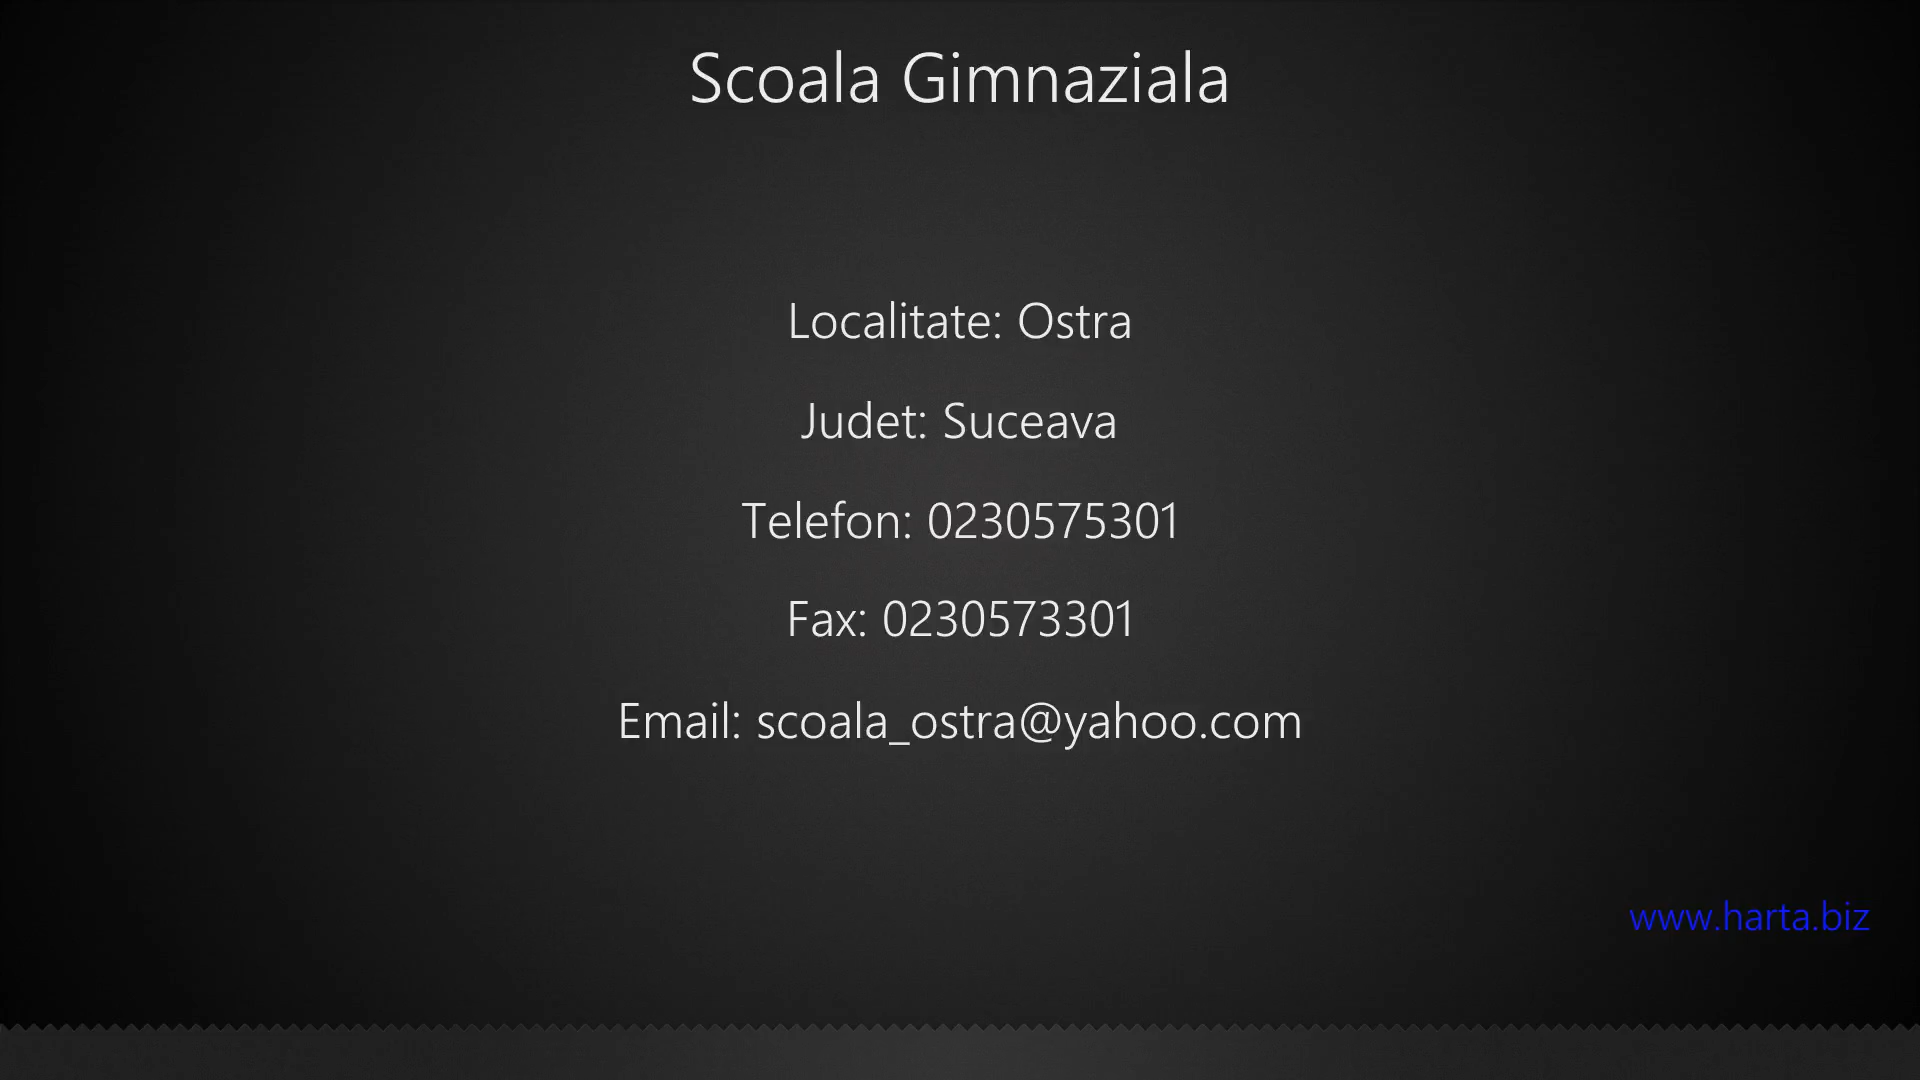 Scoala Gimnaziala
Localitate: Ostra
Judet: Suceava
Telefon: 0230575301
Fax: 0230573301
Email: scoala_ostra@yahoo.com
www.harta.biz